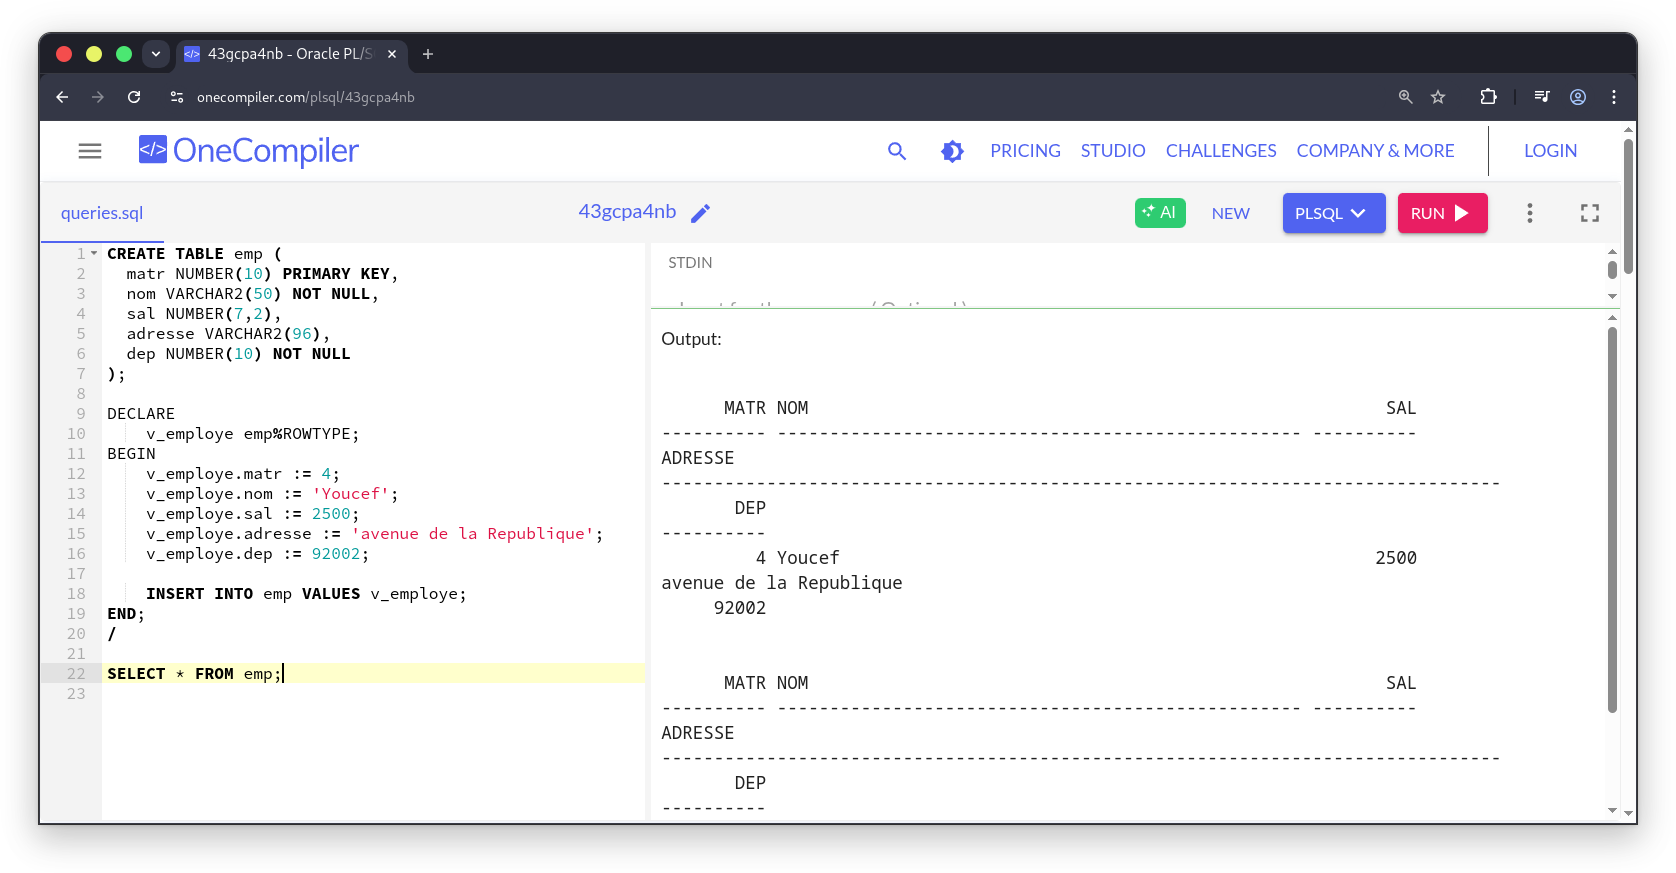 43gcpa4nb - Oracle PL/S
onecompiler.com/plsql/43gcpa4nb
</> OneCompiler
PRICING STUDIO CHALLENGES COMPANY & MORE LOGIN
queries.sql
43gcpa4nb
AI NEW PLSQL RUN
1 CREATE TABLE emp (
2 matr NUMBER(10) PRIMARY KEY,
3 nom VARCHAR2(50) NOT NULL,
4 sal NUMBER(7,2),
5 adresse VARCHAR2(96),
6 dep NUMBER(10) NOT NULL
7 );
8
9 DECLARE
10 v_employe emp%ROWTYPE;
11 BEGIN
12 v_employe.matr := 4;
13 v_employe.nom := 'Youcef';
14 v_employe.sal := 2500;
15 v_employe.adresse := 'avenue de la Republique';
16 v_employe.dep := 92002;
17
18 INSERT INTO emp VALUES v_employe;
19 END;
20 /
21
22 SELECT * FROM emp;
23
STDIN
Output:
MATR NOM SAL
---------- -------------------------------------------------- ----------
ADRESSE
--------------------------------------------------------------------------------
DEP
----------
4 Youcef 2500
avenue de la Republique
92002
MATR NOM SAL
---------- -------------------------------------------------- ----------
ADRESSE
--------------------------------------------------------------------------------
DEP
----------